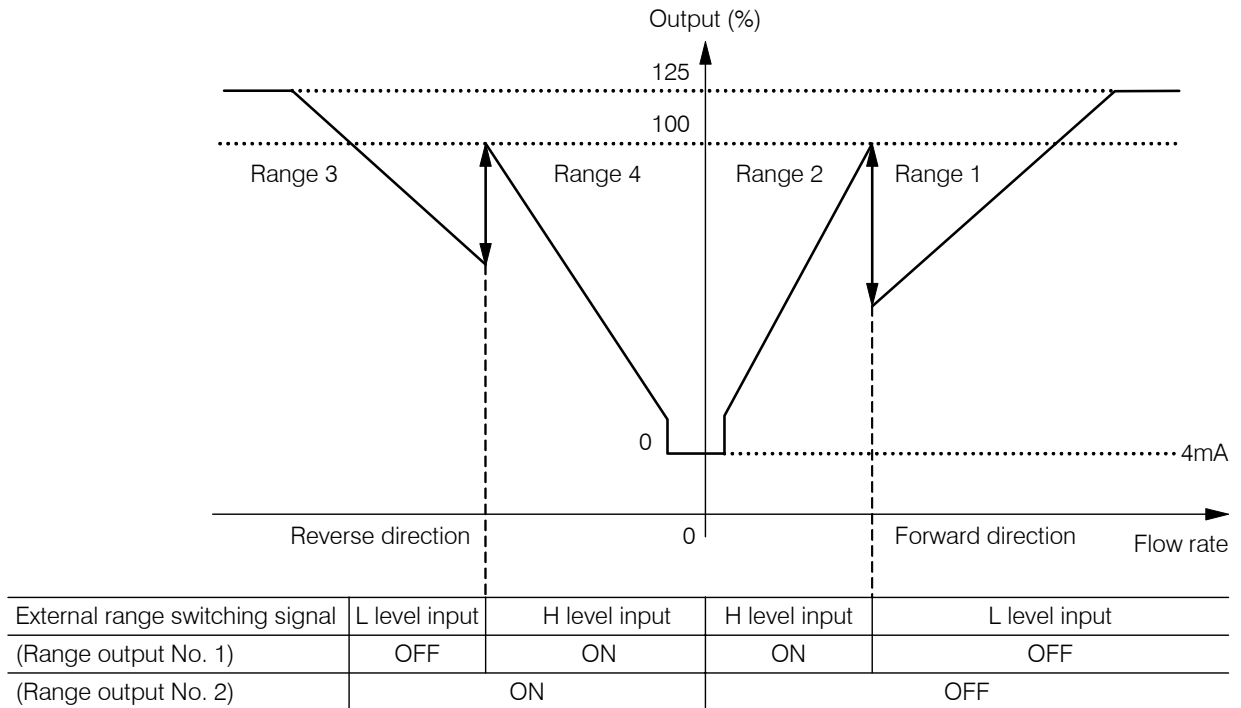 Output (%)
125
100
Range 3
Range 4
Range 2
Range 1
0
4mA
Reverse direction
0
Forward direction
Flow rate
External range switching signal L level input H level input H level input L level input
(Range output No. 1) OFF ON ON OFF
(Range output No. 2) ON OFF